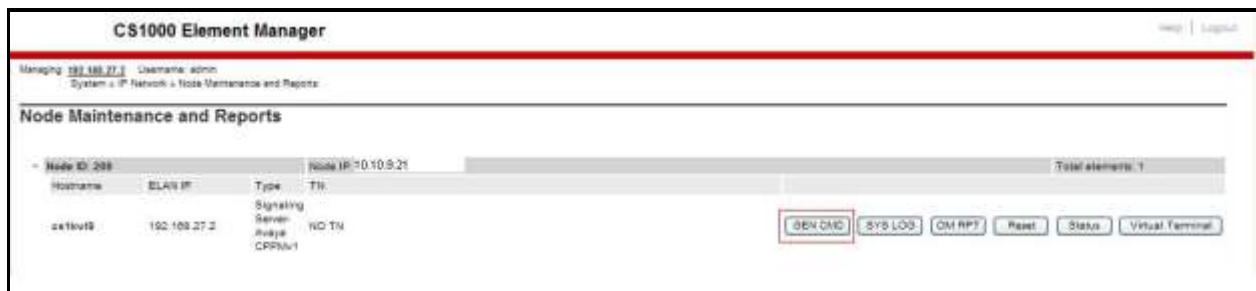 CS1000 Element Manager
Help | Logout
Managing: 192.168.27.2 Username: admin
System » IP Network » Node Maintenance and Reports
Node Maintenance and Reports
Node IP: 10.10.9.21 Total elements: 1
Hostname ELAN IP Type TN
192.168.27.2 Signaling Server-Avaya CPPMv1 NO TN GEN CMD SYS LOG OM RPT Reset Status Virtual Terminal